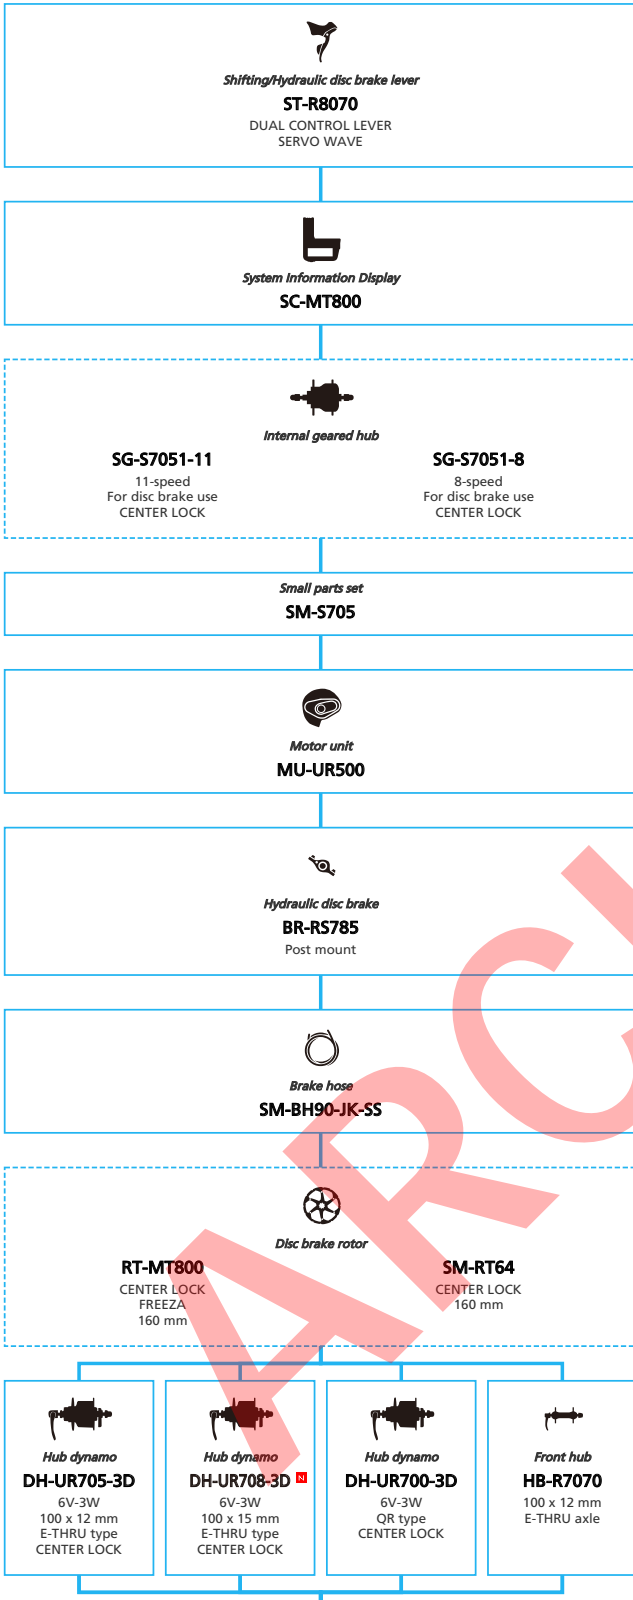 Shifting/Hydraulic disc brake lever
ST-R8070
DUAL CONTROL LEVER
SERVO WAVE
System Information Display
SC-MT800
Internal geared hub
SG-S7051-11
11-speed
For disc brake use
CENTER LOCK
SG-S7051-8
8-speed
For disc brake use
CENTER LOCK
Small parts set
SM-S705
Motor unit
MU-UR500
Hydraulic disc brake
BR-RS785
Post mount
Brake hose
SM-BH90-JK-SS
Disc brake rotor
RT-MT800
CENTER LOCK
FREEZA
160 mm
SM-RT64
CENTER LOCK
160 mm
Hub dynamo
DH-UR705-3D
6V-3W
100 x 12 mm
E-THRU type
CENTER LOCK
Hub dynamo
DH-UR708-3D N
6V-3W
100 x 15 mm
E-THRU type
CENTER LOCK
Hub dynamo
DH-UR700-3D
6V-3W
QR type
CENTER LOCK
Front hub
HB-R7070
100 x 12 mm
E-THRU axle
ARC